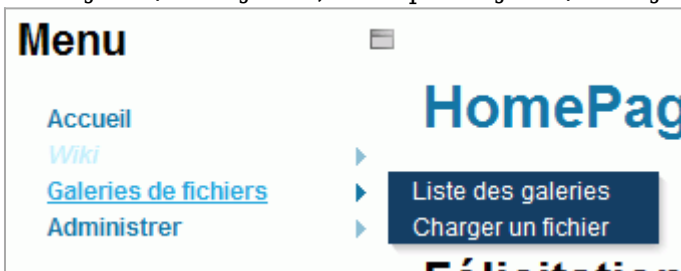 Menu
HomePag
Accueil
Wiki
Galeries de fichiers
Liste des galeries
Administrer
Charger un fichier